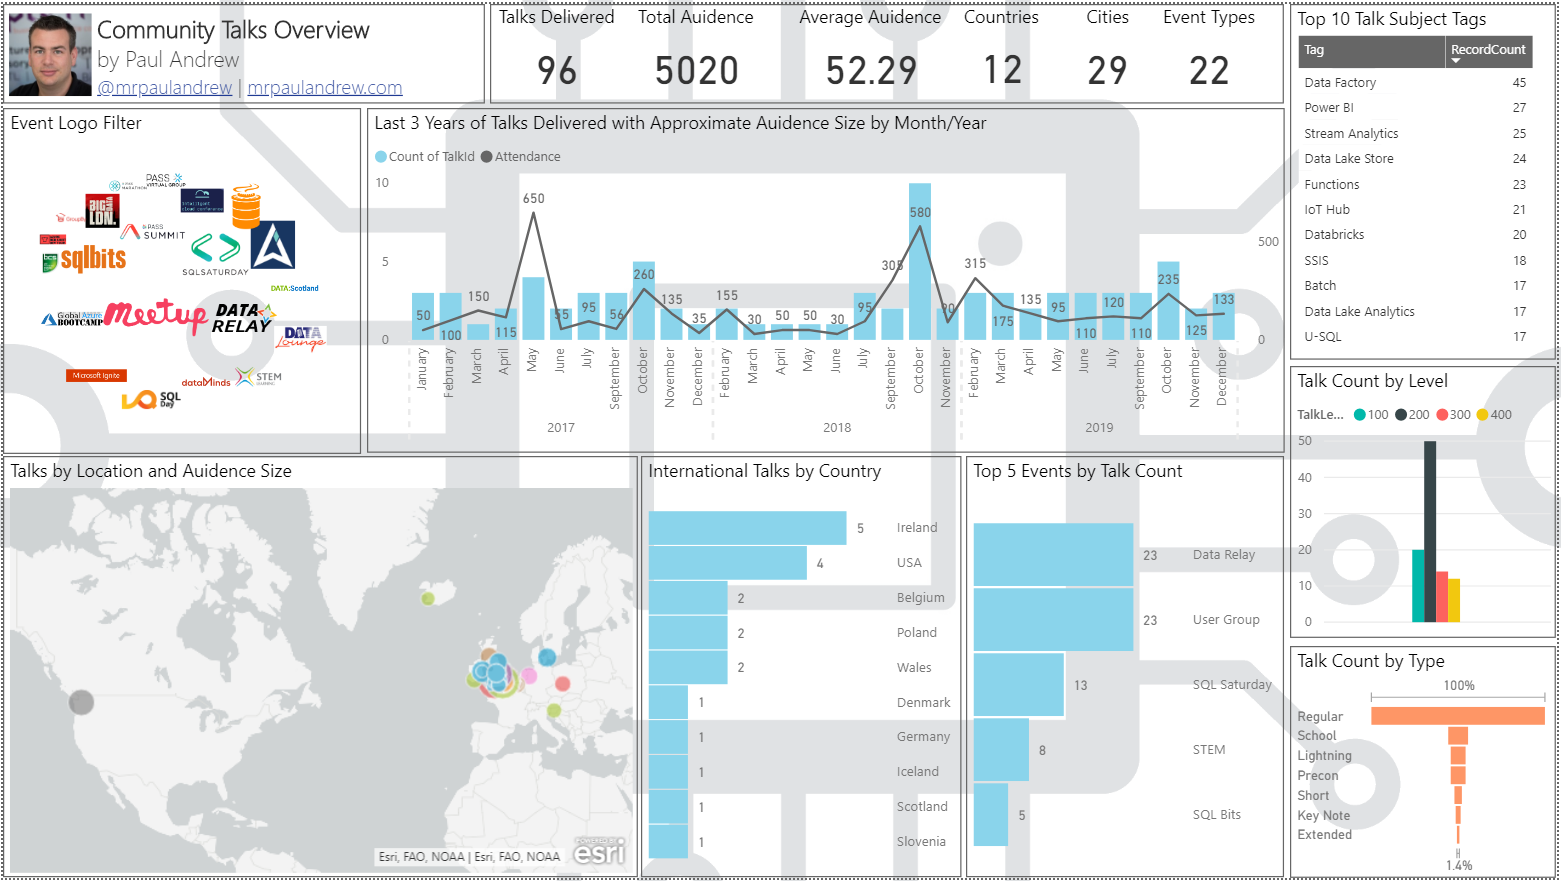 Community Talks Overview
by Paul Andrew
@mrpaulandrew | mrpaulandrew.com
Talks Delivered
96
Total Auidence
5020
Average Auidence
52.29
Countries
12
Cities
29
Event Types
22
Top 10 Talk Subject Tags
Tag RecordCount
Data Factory 45
Power BI 27
Stream Analytics 25
Data Lake Store 24
Functions 23
IoT Hub 21
Databricks 20
SSIS 18
Batch 17
Data Lake Analytics 17
U-SQL 17
Event Logo Filter
PASS
MARATHON
PASS
VIRTUAL GROUP
intelligent
cloud conference
BIG
LDN.
PASS
SUMMIT
SQLSATURDAY
bcs
sqlbits
DATA:Scotland
Global Azure
BOOTCAMP
Meetup
DATA
RELAY
DATA
Lounge
Microsoft Ignite
dataMinds
STEM
LEARNING
SQL
Day
Last 3 Years of Talks Delivered with Approximate Auidence Size by Month/Year
Count of TalkId Attendance
10
5
0
500
0
50 100 150 115 650 55 95 56 260 135 35 155 30 50 50 30 95 305 580 90 315 175 135 95 110 120 110 235 125 133
January February March April May June July September October November December February March April May June July September October November February March April May June July September October November December
2017 2018 2019
Talks by Location and Auidence Size
Esri, FAO, NOAA | Esri, FAO, NOAA
POWERED BY
esri
International Talks by Country
5 Ireland
4 USA
2 Belgium
2 Poland
2 Wales
1 Denmark
1 Germany
1 Iceland
1 Scotland
1 Slovenia
Top 5 Events by Talk Count
23 Data Relay
23 User Group
13 SQL Saturday
8 STEM
5 SQL Bits
Talk Count by Level
TalkLe... 100 200 300 400
50
40
30
20
10
0
Talk Count by Type
100%
Regular
School
Lightning
Precon
Short
Key Note
Extended
1.4%